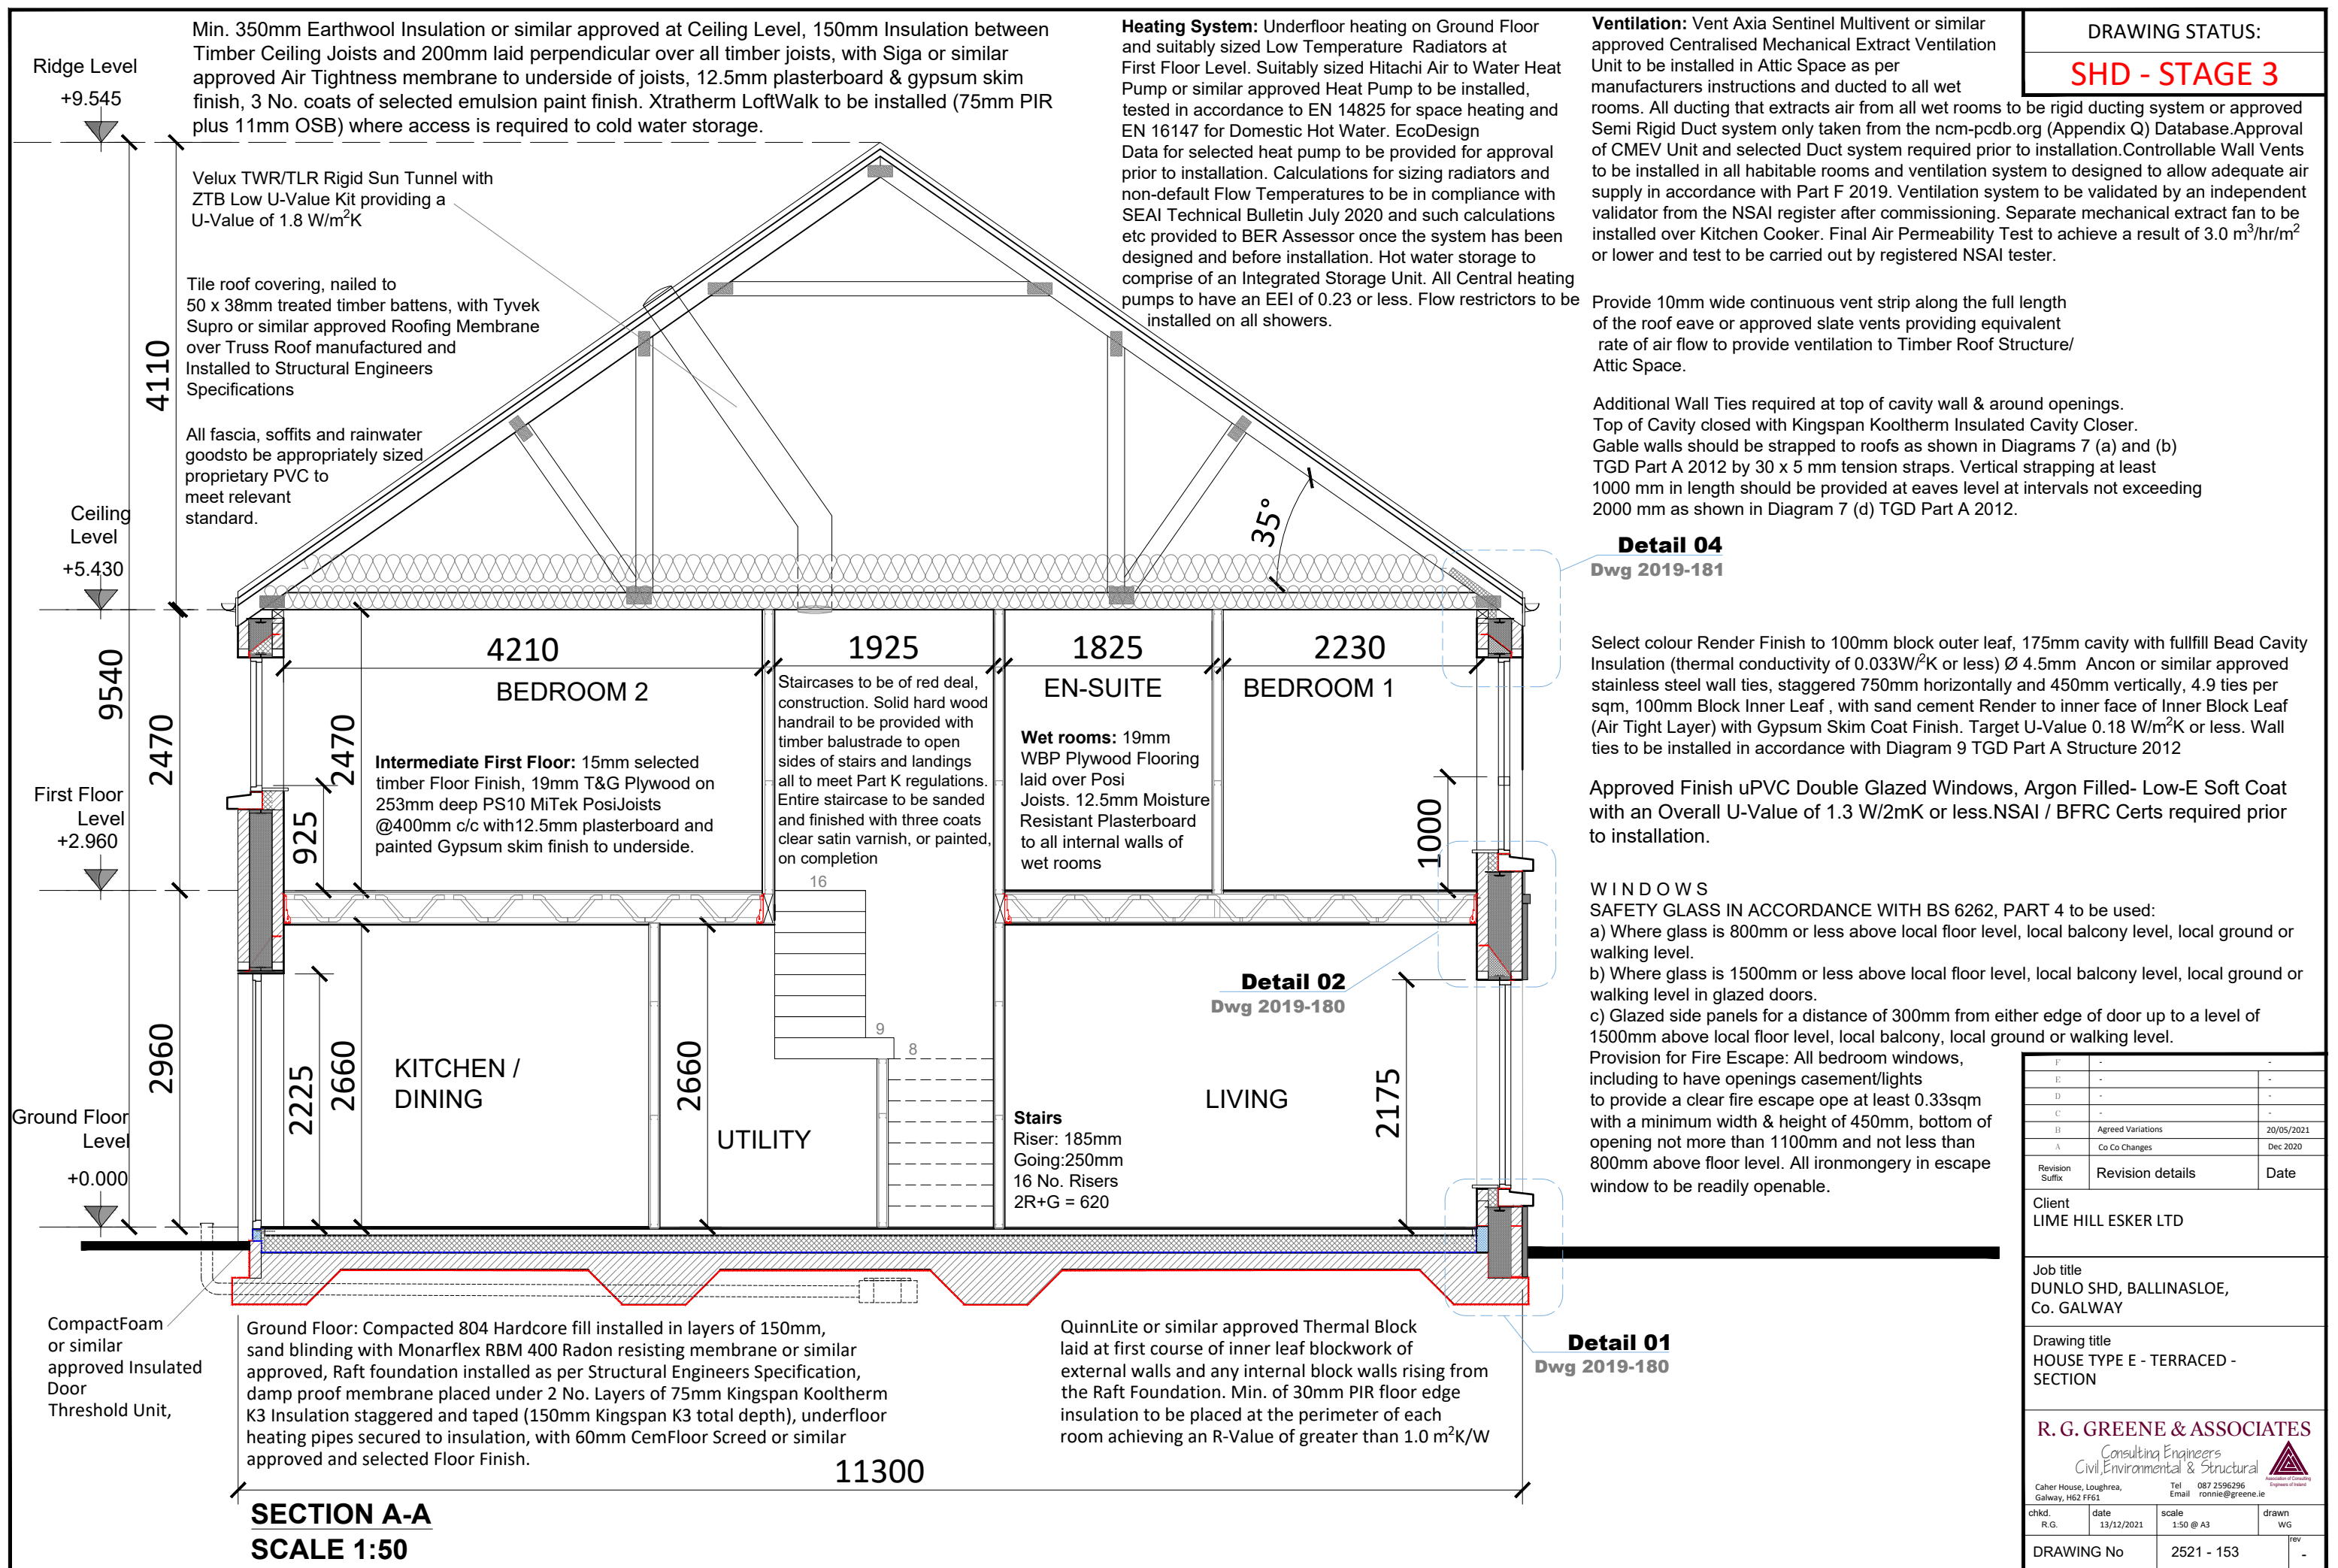 Min. 350mm Earthwool Insulation or similar approved at Ceiling Level, 150mm Insulation between
Timber Ceiling Joists and 200mm laid perpendicular over all timber joists, with Siga or similar
approved Air Tightness membrane to underside of joists, 12.5mm plasterboard & gypsum skim
finish, 3 No. coats of selected emulsion paint finish. Xtratherm LoftWalk to be installed (75mm PIR
plus 11mm OSB) where access is required to cold water storage.
Heating System: Underfloor heating on Ground Floor
and suitably sized Low Temperature Radiators at
First Floor Level. Suitably sized Hitachi Air to Water Heat
Pump or similar approved Heat Pump to be installed,
tested in accordance to EN 14825 for space heating and
EN 16147 for Domestic Hot Water. EcoDesign
Data for selected heat pump to be provided for approval
prior to installation. Calculations for sizing radiators and
non-default Flow Temperatures to be in compliance with
SEAI Technical Bulletin July 2020 and such calculations
etc provided to BER Assessor once the system has been
designed and before installation. Hot water storage to
comprise of an Integrated Storage Unit. All Central heating
pumps to have an EEI of 0.23 or less. Flow restrictors to be
installed on all showers.
Ventilation: Vent Axia Sentinel Multivent or similar
approved Centralised Mechanical Extract Ventilation
Unit to be installed in Attic Space as per
manufacturers instructions and ducted to all wet
rooms. All ducting that extracts air from all wet rooms to be rigid ducting system or approved
Semi Rigid Duct system only taken from the ncm-pcdb.org (Appendix Q) Database.Approval
of CMEV Unit and selected Duct system required prior to installation.Controllable Wall Vents
to be installed in all habitable rooms and ventilation system to designed to allow adequate air
supply in accordance with Part F 2019. Ventilation system to be validated by an independent
validator from the NSAI register after commissioning. Separate mechanical extract fan to be
installed over Kitchen Cooker. Final Air Permeability Test to achieve a result of 3.0 m³/hr/m²
or lower and test to be carried out by registered NSAI tester.
DRAWING STATUS:
SHD - STAGE 3
Provide 10mm wide continuous vent strip along the full length
of the roof eave or approved slate vents providing equivalent
rate of air flow to provide ventilation to Timber Roof Structure/
Attic Space.
Additional Wall Ties required at top of cavity wall & around openings.
Top of Cavity closed with Kingspan Kooltherm Insulated Cavity Closer.
Gable walls should be strapped to roofs as shown in Diagrams 7 (a) and (b)
TGD Part A 2012 by 30 x 5 mm tension straps. Vertical strapping at least
1000 mm in length should be provided at eaves level at intervals not exceeding
2000 mm as shown in Diagram 7 (d) TGD Part A 2012.
Ridge Level
+9.545
Velux TWR/TLR Rigid Sun Tunnel with
ZTB Low U-Value Kit providing a
U-Value of 1.8 W/m²K
Tile roof covering, nailed to
50 x 38mm treated timber battens, with Tyvek
Supro or similar approved Roofing Membrane
over Truss Roof manufactured and
Installed to Structural Engineers
Specifications
All fascia, soffits and rainwater
goodsto be appropriately sized
proprietary PVC to
meet relevant
standard.
4110
9540
2470
2960
Ceiling
Level
+5.430
First Floor
Level
+2.960
Ground Floor
Level
+0.000
35°
Detail 04
Dwg 2019-181
4210
1925
1825
2230
BEDROOM 2
EN-SUITE
BEDROOM 1
2470
925
1000
Intermediate First Floor: 15mm selected
timber Floor Finish, 19mm T&G Plywood on
253mm deep PS10 MiTek PosiJoists
@400mm c/c with12.5mm plasterboard and
painted Gypsum skim finish to underside.
Staircases to be of red deal,
construction. Solid hard wood
handrail to be provided with
timber balustrade to open
sides of stairs and landings
all to meet Part K regulations.
Entire staircase to be sanded
and finished with three coats
clear satin varnish, or painted,
on completion
16
9
8
Wet rooms: 19mm
WBP Plywood Flooring
laid over Posi
Joists. 12.5mm Moisture
Resistant Plasterboard
to all internal walls of
wet rooms
Select colour Render Finish to 100mm block outer leaf, 175mm cavity with fullfill Bead Cavity
Insulation (thermal conductivity of 0.033W/²K or less) Ø 4.5mm Ancon or similar approved
stainless steel wall ties, staggered 750mm horizontally and 450mm vertically, 4.9 ties per
sqm, 100mm Block Inner Leaf , with sand cement Render to inner face of Inner Block Leaf
(Air Tight Layer) with Gypsum Skim Coat Finish. Target U-Value 0.18 W/m²K or less. Wall
ties to be installed in accordance with Diagram 9 TGD Part A Structure 2012
Approved Finish uPVC Double Glazed Windows, Argon Filled- Low-E Soft Coat
with an Overall U-Value of 1.3 W/2mK or less.NSAI / BFRC Certs required prior
to installation.
W I N D O W S
SAFETY GLASS IN ACCORDANCE WITH BS 6262, PART 4 to be used:
a) Where glass is 800mm or less above local floor level, local balcony level, local ground or
walking level.
b) Where glass is 1500mm or less above local floor level, local balcony level, local ground or
walking level in glazed doors.
c) Glazed side panels for a distance of 300mm from either edge of door up to a level of
1500mm above local floor level, local balcony, local ground or walking level.
Provision for Fire Escape: All bedroom windows,
including to have openings casement/lights
to provide a clear fire escape ope at least 0.33sqm
with a minimum width & height of 450mm, bottom of
opening not more than 1100mm and not less than
800mm above floor level. All ironmongery in escape
window to be readily openable.
Detail 02
Dwg 2019-180
2225
2660
KITCHEN /
DINING
2660
UTILITY
Stairs
Riser: 185mm
Going:250mm
16 No. Risers
2R+G = 620
LIVING
2175
CompactFoam
or similar
approved Insulated
Door
Threshold Unit,
Ground Floor: Compacted 804 Hardcore fill installed in layers of 150mm,
sand blinding with Monarflex RBM 400 Radon resisting membrane or similar
approved, Raft foundation installed as per Structural Engineers Specification,
damp proof membrane placed under 2 No. Layers of 75mm Kingspan Kooltherm
K3 Insulation staggered and taped (150mm Kingspan K3 total depth), underfloor
heating pipes secured to insulation, with 60mm CemFloor Screed or similar
approved and selected Floor Finish.
QuinnLite or similar approved Thermal Block
laid at first course of inner leaf blockwork of
external walls and any internal block walls rising from
the Raft Foundation. Min. of 30mm PIR floor edge
insulation to be placed at the perimeter of each
room achieving an R-Value of greater than 1.0 m²K/W
Detail 01
Dwg 2019-180
11300
SECTION A-A
SCALE 1:50
F - -
E - -
D - -
C - -
B Agreed Variations 20/05/2021
A Co Co Changes Dec 2020
Revision Suffix Revision details Date
Client
LIME HILL ESKER LTD
Job title
DUNLO SHD, BALLINASLOE,
Co. GALWAY
Drawing title
HOUSE TYPE E - TERRACED -
SECTION
R. G. GREENE & ASSOCIATES
Consulting Engineers
Civil,Environmental & Structural
Association of Consulting
Engineers of Ireland
Caher House, Loughrea,
Galway, H62 FF61
Tel 087 2596296
Email ronnie@greene.ie
chkd. date scale drawn
R.G. 13/12/2021 1:50 @ A3 WG
DRAWING No 2521 - 153 rev -